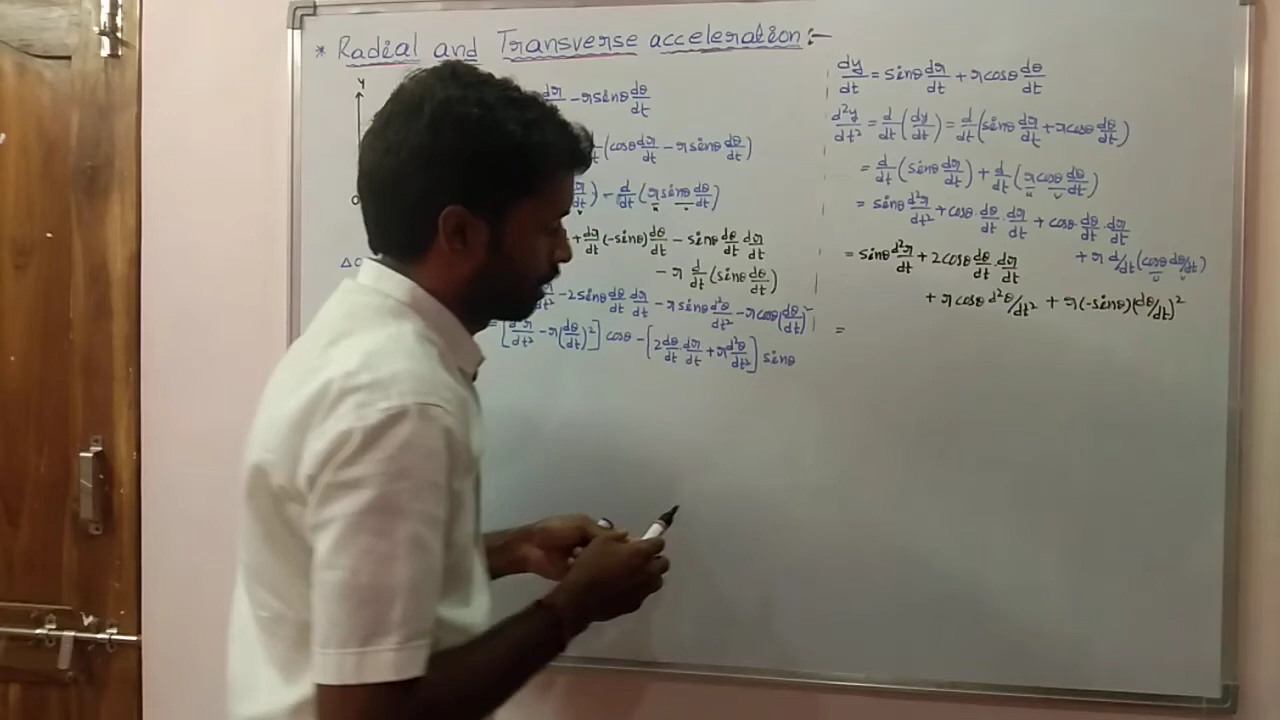 * Radial and Transverse acceleration :-
Y
dr/dt - r sinθ dθ/dt
(cosθ dr/dt - r sinθ dθ/dt)
/dt) - d/dt (r sinθ dθ/dt)
u v
+ dr/dt (-sinθ) dθ/dt - sinθ dθ/dt dr/dt
- r d/dt (sinθ dθ/dt)
- 2sinθ dθ/dt dr/dt - r sinθ d²θ/dt² - r cosθ (dθ/dt)²
= [d²r/dt² - r(dθ/dt)²] cosθ - [2 dθ/dt · dr/dt + r d²θ/dt²] sinθ
dy/dt = sinθ dr/dt + r cosθ dθ/dt
d²y/dt² = d/dt (dy/dt) = d/dt (sinθ dr/dt + r cosθ dθ/dt)
= d/dt (sinθ dr/dt) + d/dt (r cosθ dθ/dt)
u v
= sinθ d²r/dt² + cosθ · dθ/dt · dr/dt + cosθ dθ/dt · dr/dt
+ r d/dt (cosθ dθ/dt)
u v
= sinθ d²r/dt + 2cosθ dθ/dt · dr/dt
+ r cosθ d²θ/dt² + r(-sinθ)(dθ/dt)²
=